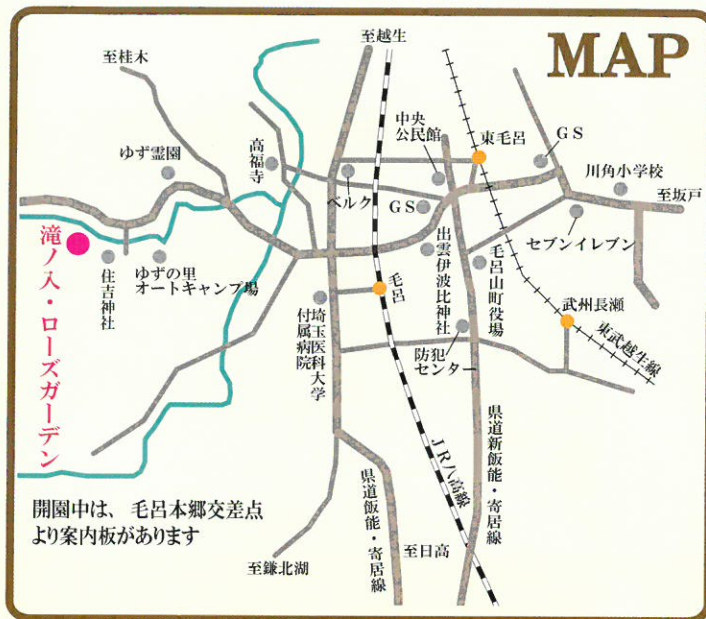 MAP
至越生
至桂木
中央
公民館
東毛呂
GS
高福寺
ゆず霊園
川角小学校
ベルク
GS
至坂戸
セブンイレブン
滝ノ入・ローズガーデン
住吉神社
ゆずの里
オートキャンプ場
出雲伊波比神社
毛呂山町役場
毛呂
埼玉医科大学
付属病院
武州長瀬
防犯
センター
東武越生線
県道新飯能・寄居線
JR八高線
県道飯能・寄居線
開園中は、毛呂本郷交差点
より案内板があります
至日高
至鎌北湖